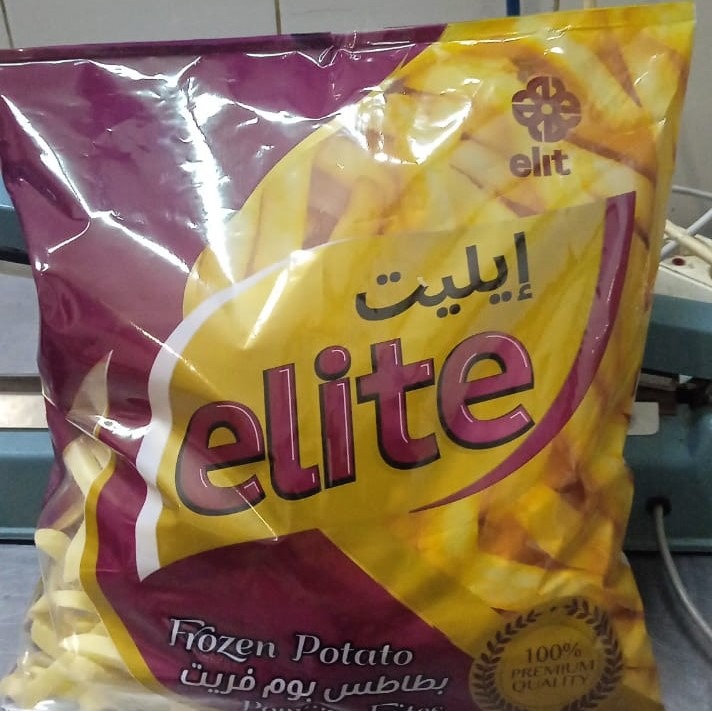 elit
إيليت
elite
Frozen Potato
بطاطس بوم فريت
100%
PREMIUM
QUALITY